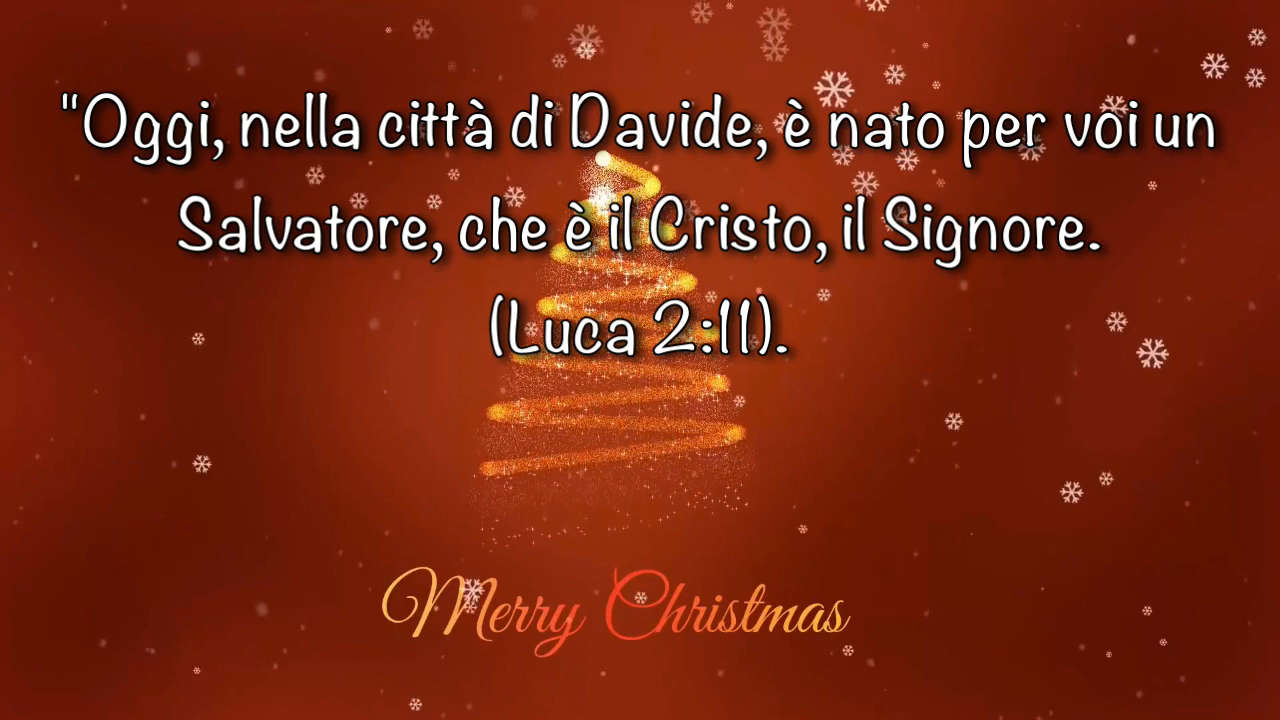 "Oggi, nella città di Davide, è nato per voi un
Salvatore, che è il Cristo, il Signore.
(Luca 2:11).
Merry Christmas